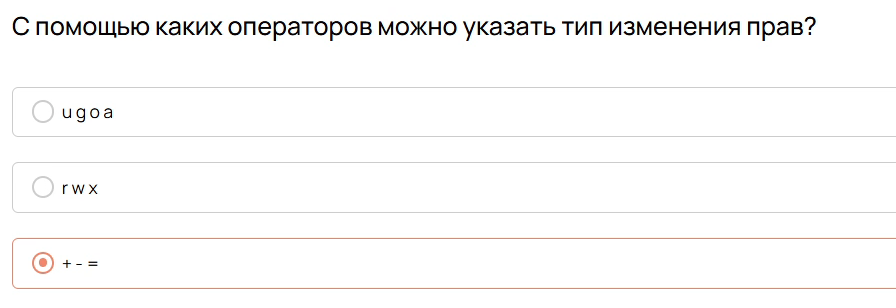 С помощью каких операторов можно указать тип изменения прав?
u g o a
r w x
+ - =